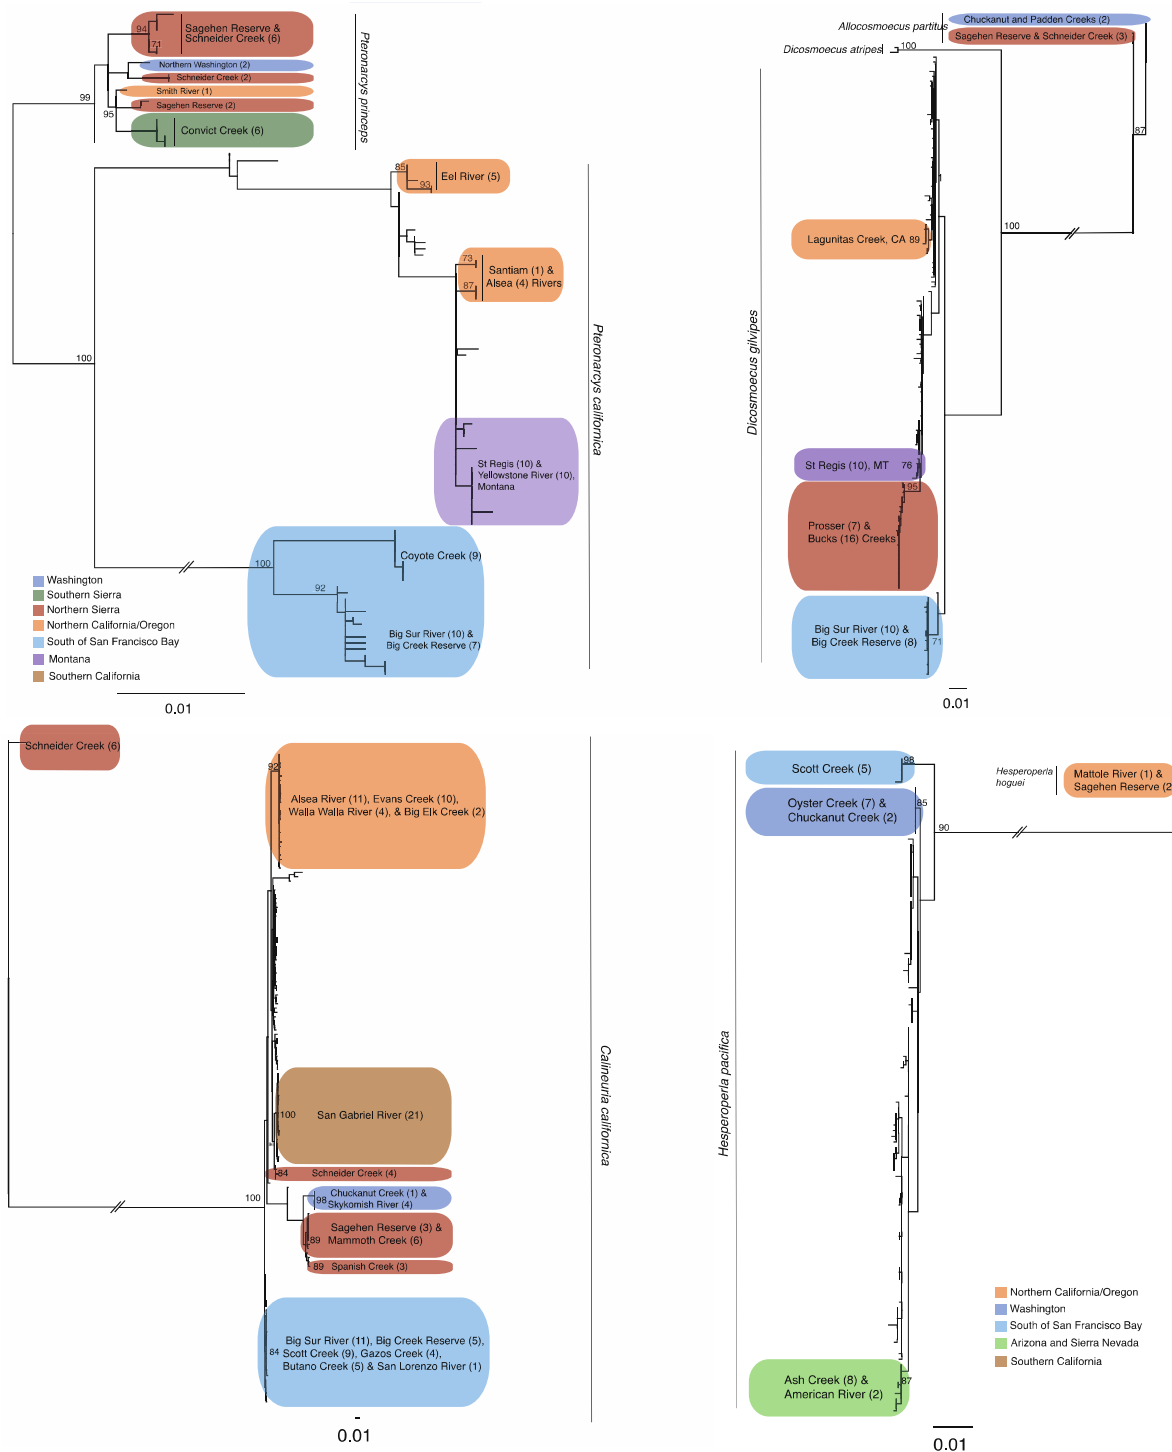 Sagehen Reserve &
Schneider Creek (6)
94
71
Northern Washington (2)
Schneider Creek (2)
Smith River (1)
Sagehen Reserve (2)
99
95
Convict Creek (6)
Pteronarcys princeps
85
93
Eel River (5)
73
87
Santiam (1) &
Alsea (4) Rivers
100
St Regis (10) &
Yellowstone River (10),
Montana
Coyote Creek (9)
100
92
Big Sur River (10) &
Big Creek Reserve (7)
Pteronarcys californica
Washington
Southern Sierra
Northern Sierra
Northern California/Oregon
South of San Francisco Bay
Montana
Southern California
0.01
Allocosmoecus partitus
Chuckanut and Padden Creeks (2)
Sagehen Reserve & Schneider Creek (3)
Dicosmoecus atripes
100
87
100
Lagunitas Creek, CA 89
Dicosmoecus gilvipes
St Regis (10), MT
76
95
Prosser (7) &
Bucks (16) Creeks
Big Sur River (10) &
Big Creek Reserve (8)
71
0.01
Schneider Creek (6)
92
Alsea River (11), Evans Creek (10),
Walla Walla River (4), & Big Elk Creek (2)
100
San Gabriel River (21)
84
Schneider Creek (4)
100
98
Chuckanut Creek (1) &
Skykomish River (4)
Sagehen Reserve (3) &
89 Mammoth Creek (6)
89 Spanish Creek (3)
Big Sur River (11), Big Creek Reserve (5),
84 Scott Creek (9), Gazos Creek (4),
Butano Creek (5) & San Lorenzo River (1)
Calineuria californica
0.01
Scott Creek (5)
98
Oyster Creek (7) &
Chuckanut Creek (2)
85
90
Hesperoperla
hoguei
Mattole River (1) &
Sagehen Reserve (2
Hesperoperla pacifica
Northern California/Oregon
Washington
South of San Francisco Bay
Arizona and Sierra Nevada
Southern California
Ash Creek (8) &
American River (2)
87
0.01